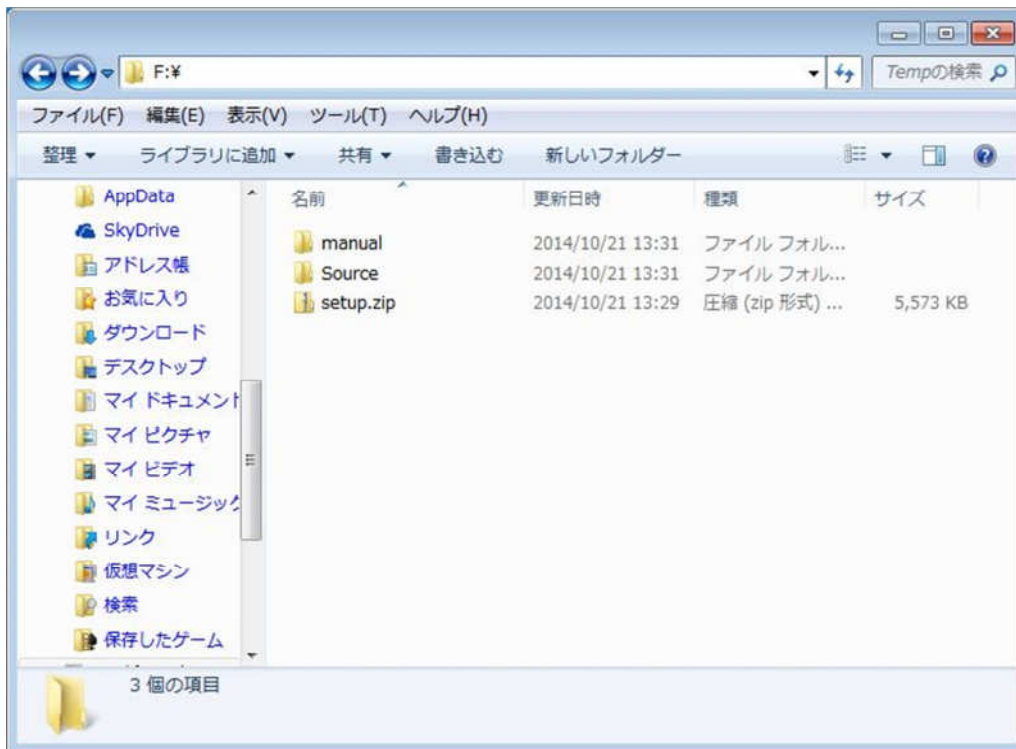 F:¥
Tempの検索
ファイル(F) 編集(E) 表示(V) ツール(T) ヘルプ(H)
整理 ライブラリに追加 共有 書き込む 新しいフォルダー
AppData
SkyDrive
アドレス帳
お気に入り
ダウンロード
デスクトップ
マイ ドキュメント
マイ ピクチャ
マイ ビデオ
マイ ミュージック
リンク
仮想マシン
検索
保存したゲーム
名前 更新日時 種類 サイズ
manual 2014/10/21 13:31 ファイル フォル...
Source 2014/10/21 13:31 ファイル フォル...
setup.zip 2014/10/21 13:29 圧縮 (zip 形式) ... 5,573 KB
3 個の項目